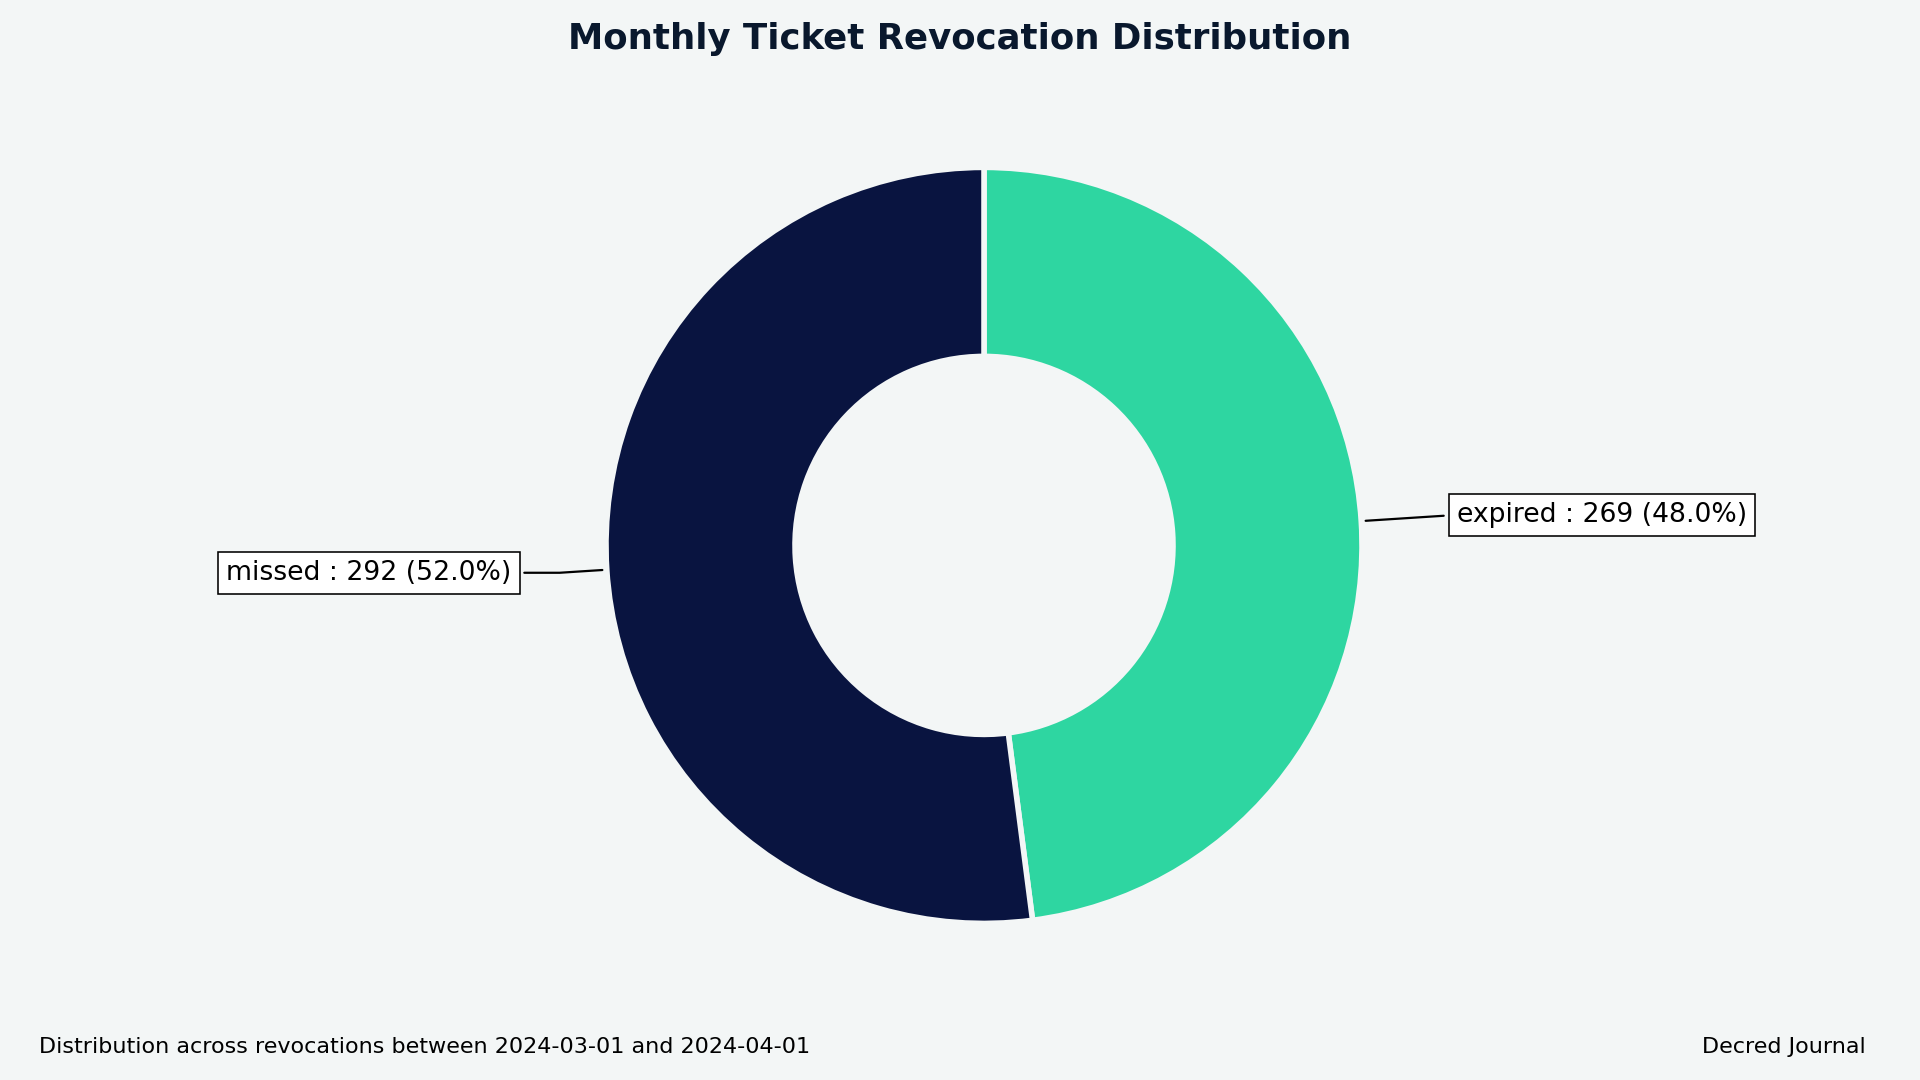 Monthly Ticket Revocation Distribution
expired : 269 (48.0%)
missed : 292 (52.0%)
Distribution across revocations between 2024-03-01 and 2024-04-01
Decred Journal